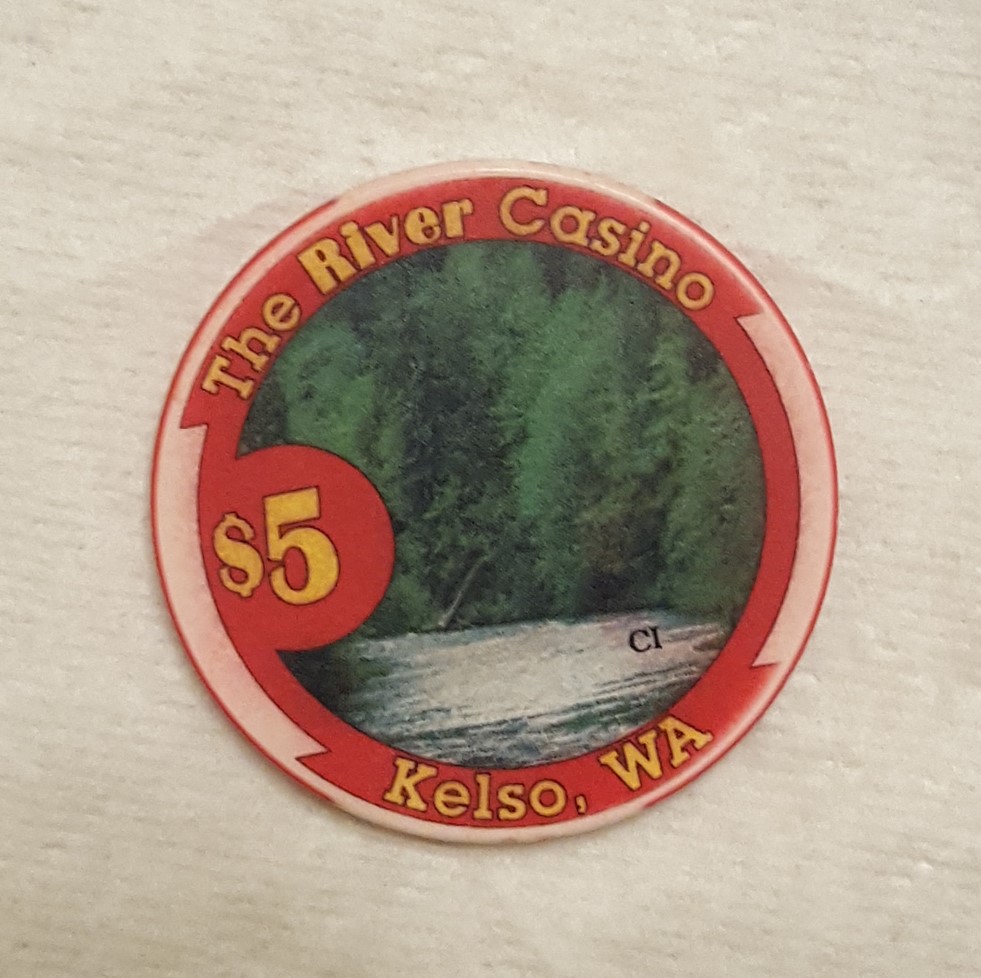 The River Casino
$5
CI
Kelso, WA